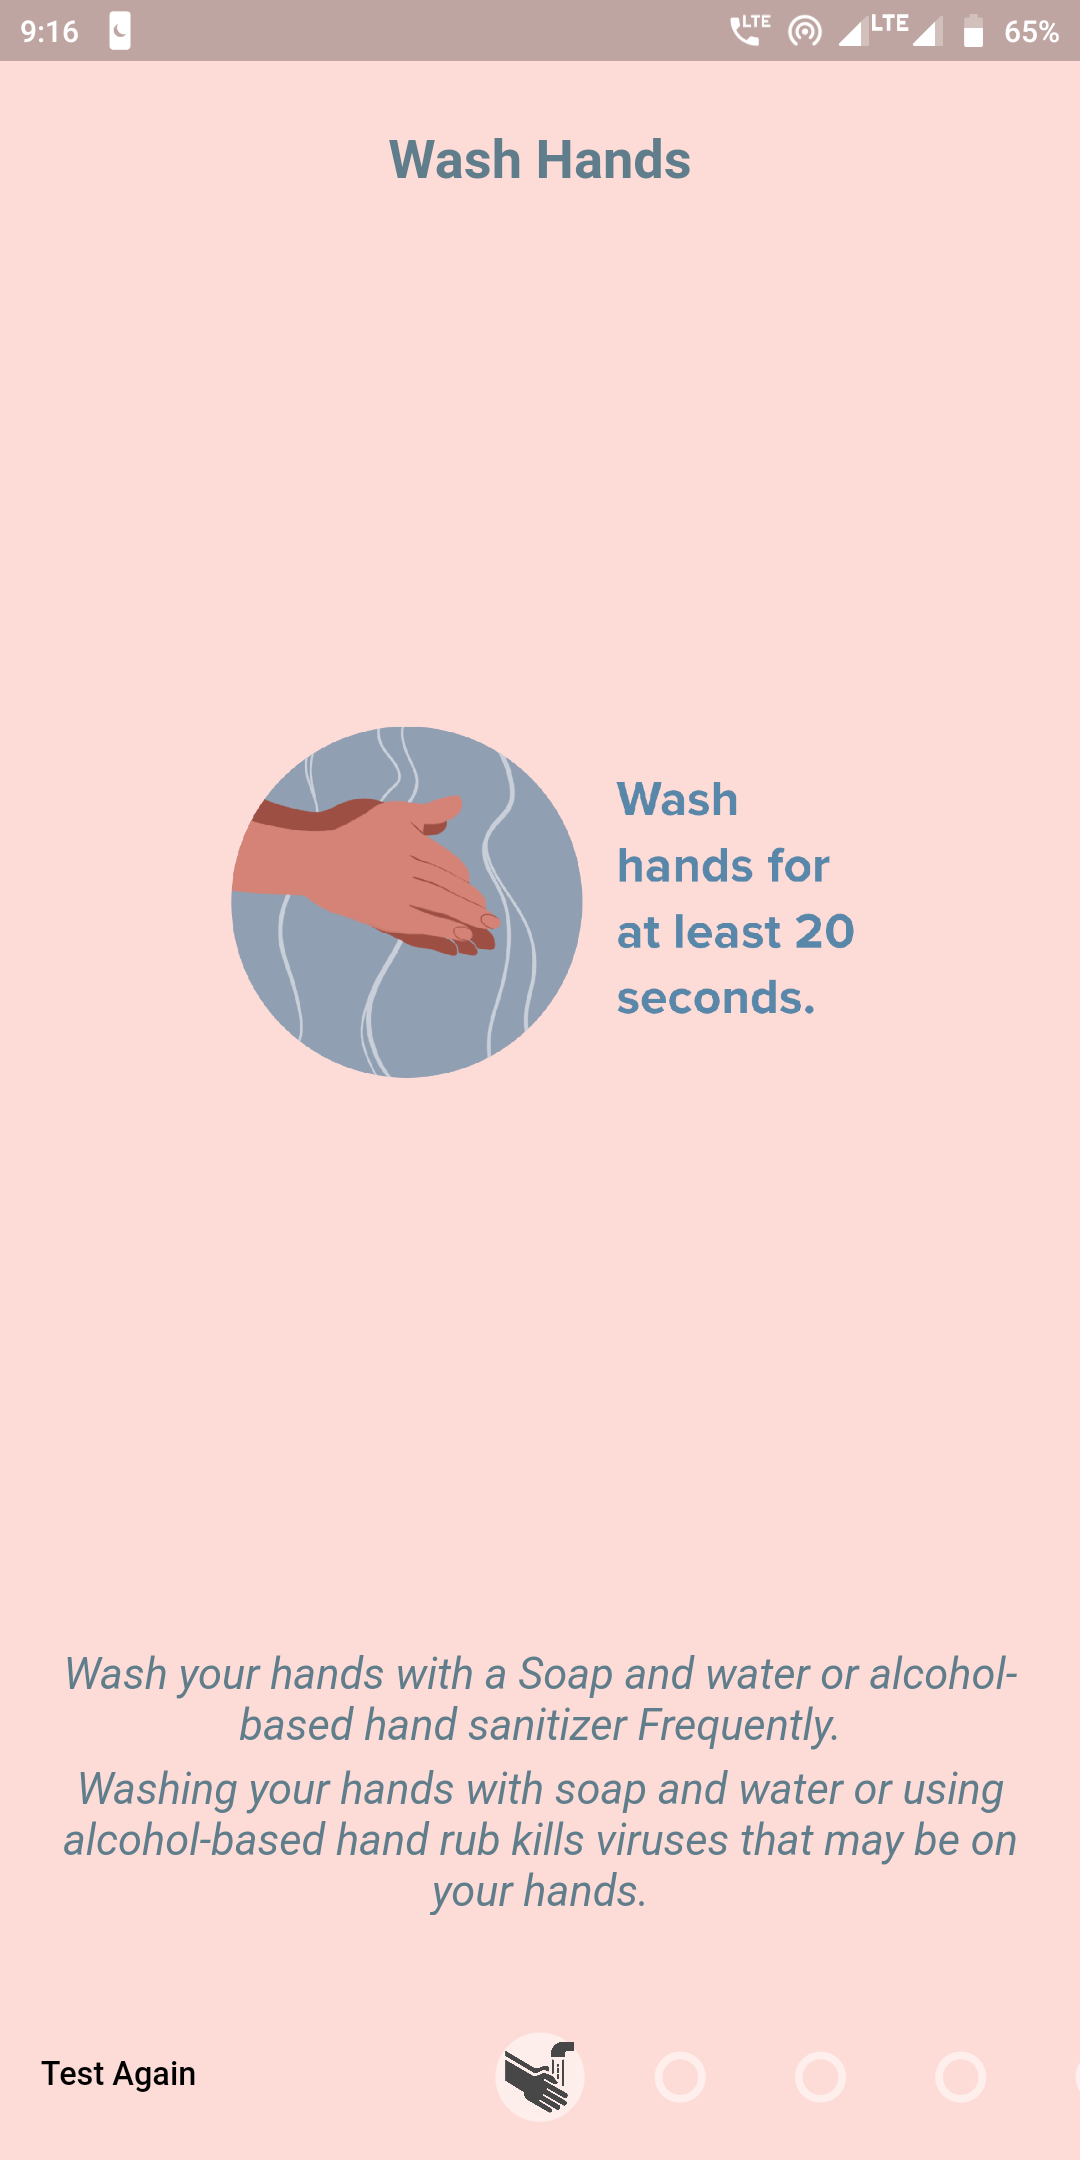 9:16
LTE
LTE
65%
Wash Hands
Wash
hands for
at least 20
seconds.
Wash your hands with a Soap and water or alcohol-
based hand sanitizer Frequently.
Washing your hands with soap and water or using
alcohol-based hand rub kills viruses that may be on
your hands.
Test Again